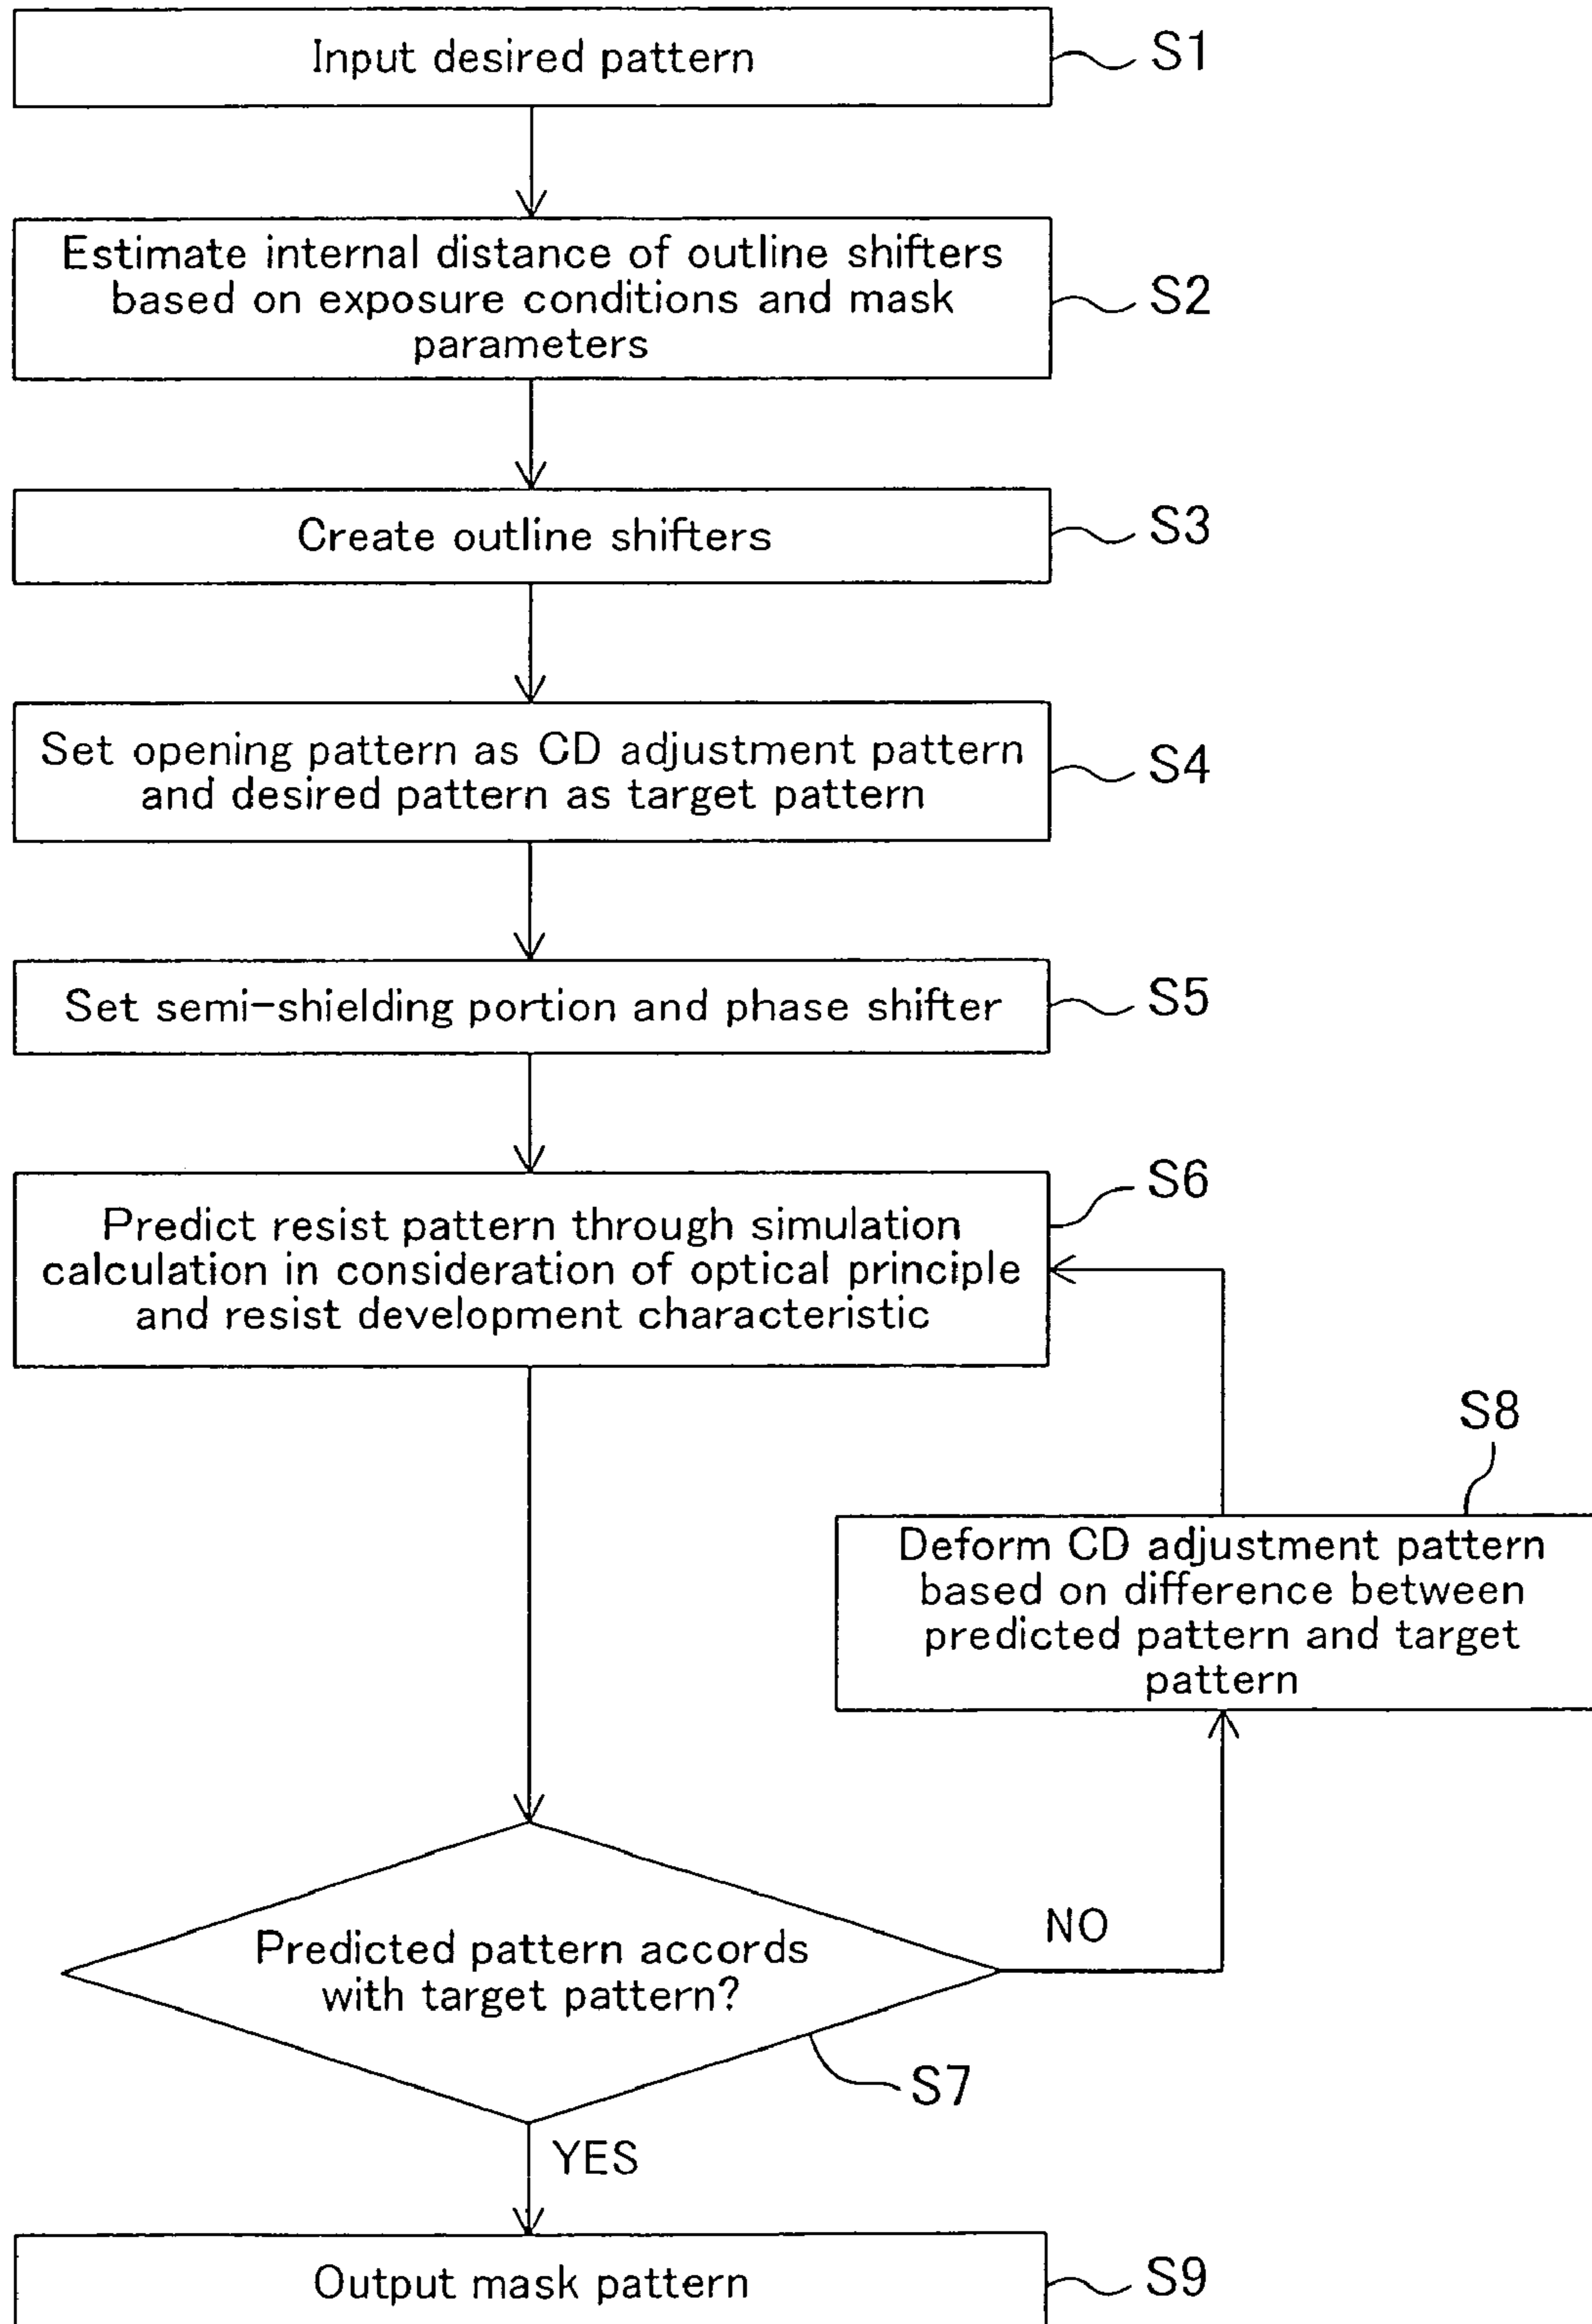 Input desired pattern
S1
Estimate internal distance of outline shifters
based on exposure conditions and mask
parameters
S2
Create outline shifters
S3
Set opening pattern as CD adjustment pattern
and desired pattern as target pattern
S4
Set semi-shielding portion and phase shifter
S5
Predict resist pattern through simulation
calculation in consideration of optical principle
and resist development characteristic
S6
S8
Deform CD adjustment pattern
based on difference between
predicted pattern and target
pattern
Predicted pattern accords
with target pattern?
NO
S7
YES
Output mask pattern
S9